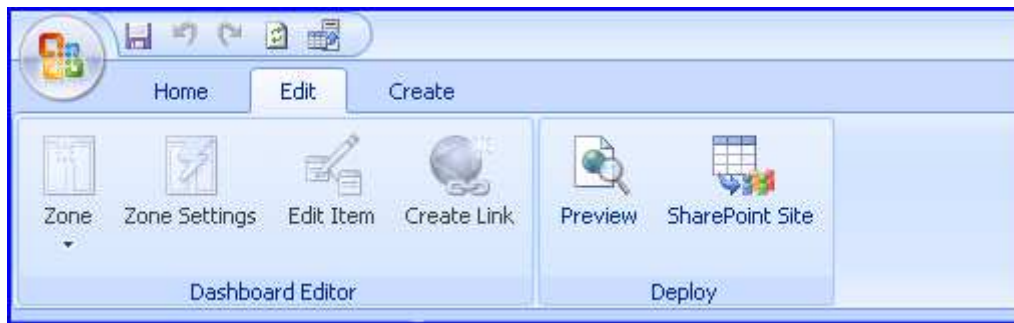 Home Edit Create
Zone Zone Settings Edit Item Create Link Preview SharePoint Site
Dashboard Editor Deploy